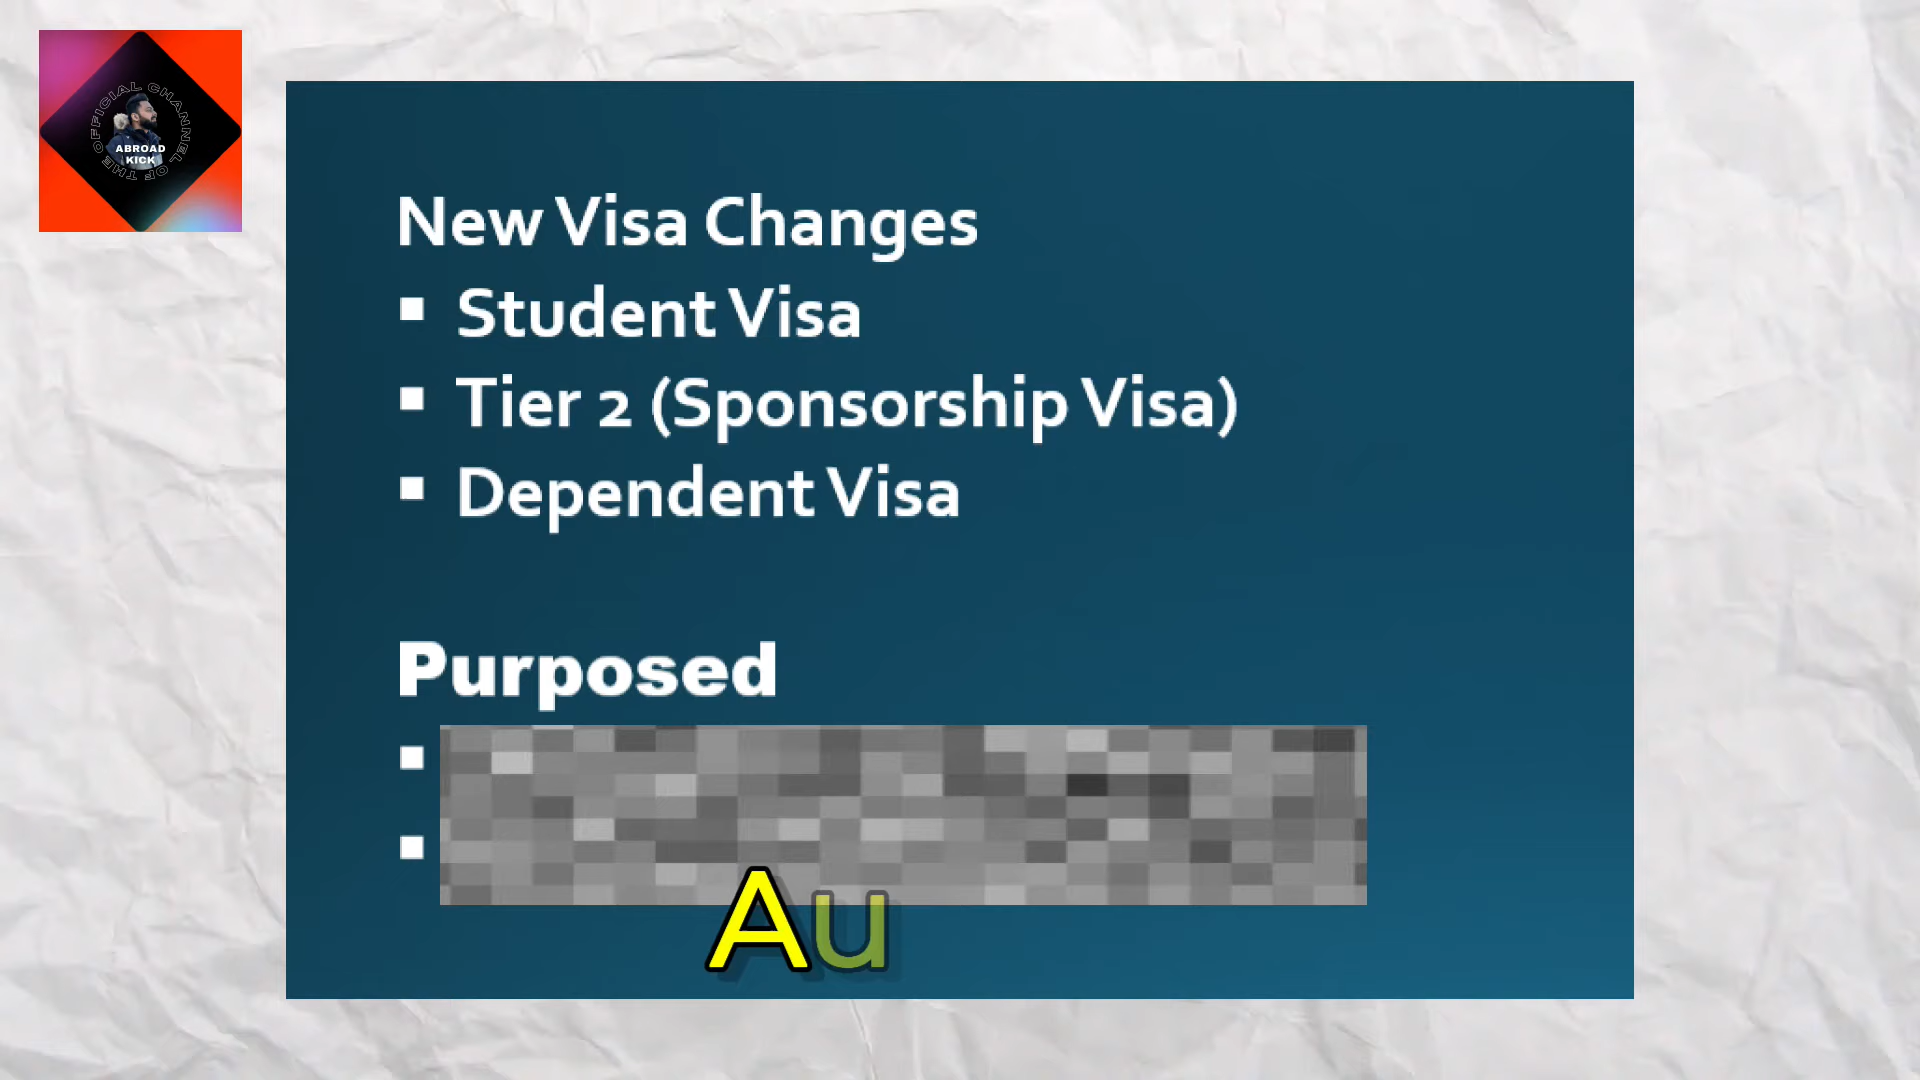 OFFICIAL CHANNEL OF THE
ABROAD
KICK
New Visa Changes
▪ Student Visa
▪ Tier 2 (Sponsorship Visa)
▪ Dependent Visa
Purposed
▪
▪
Au